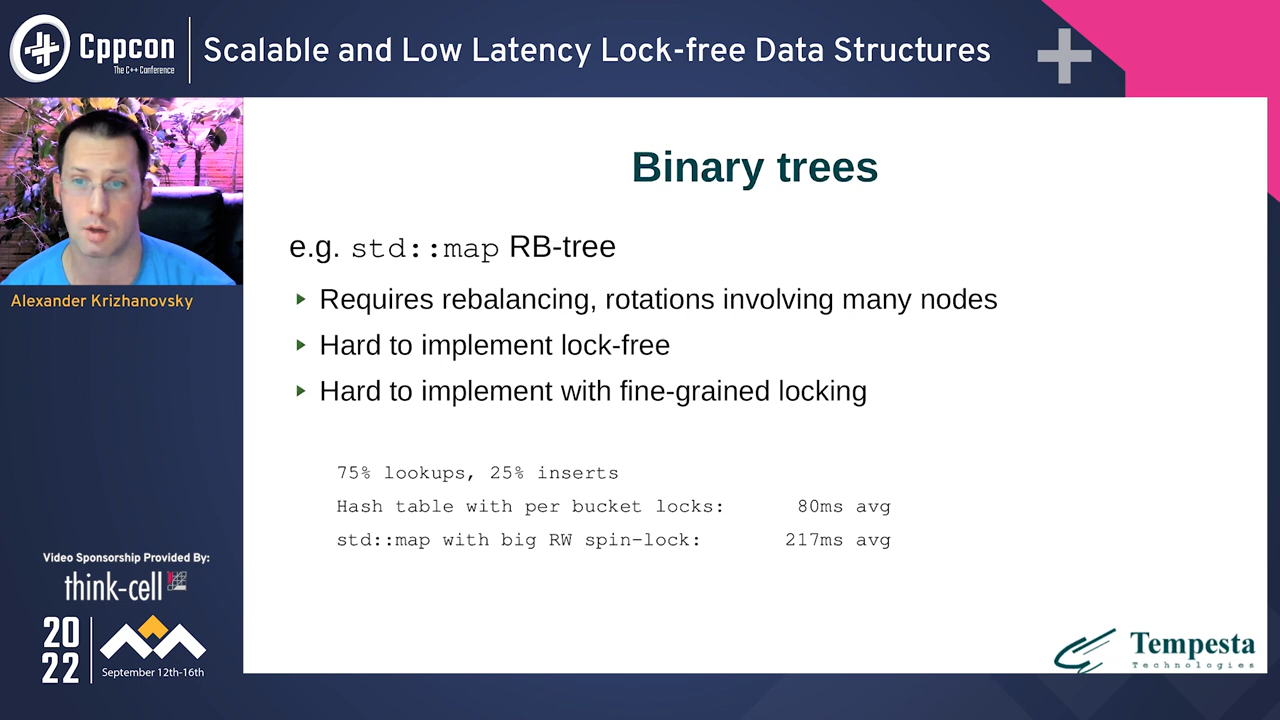 Cppcon
The C++ Conference
Scalable and Low Latency Lock-free Data Structures
Alexander Krizhanovsky
Binary trees
e.g. std::map RB-tree
Requires rebalancing, rotations involving many nodes
Hard to implement lock-free
Hard to implement with fine-grained locking
75% lookups, 25% inserts
Hash table with per bucket locks: 80ms avg
std::map with big RW spin-lock: 217ms avg
Video Sponsorship Provided By:
think-cell
20
22
September 12th-16th
Tempesta
Technologies